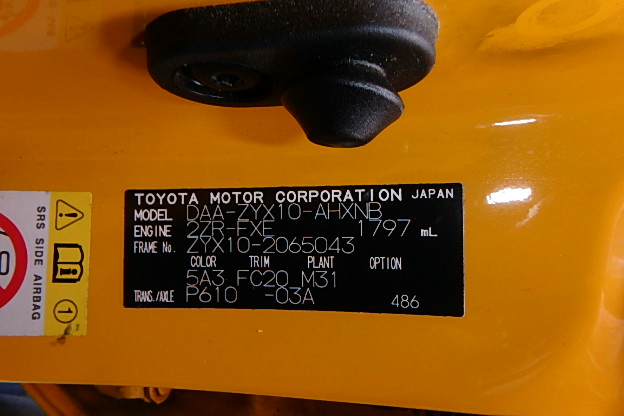 TOYOTA MOTOR CORPORATION JAPAN
MODEL DAA-ZYX10-AHXNB
ENGINE 2ZR-FXE 1797 mL
FRAME No. ZYX10-2065043
COLOR TRIM PLANT OPTION
5A3 FC20 M31
TRANS./AXLE P610 -03A 486
SRS SIDE AIRBAG
1